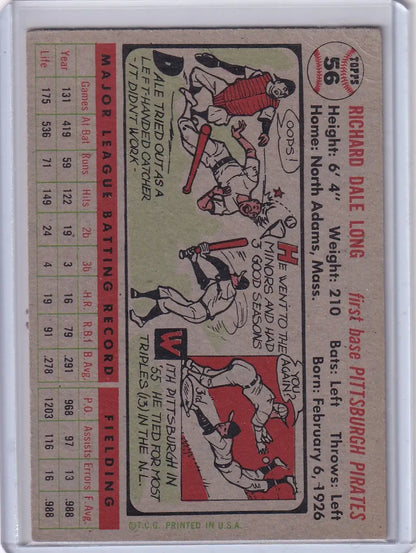 TOPPS
56
RICHARD DALE LONG first base PITTSBURGH PIRATES
Height: 6' 4" Weight: 210 Bats: Left Throws: Left
Home: North Adams, Mass. Born: February 6, 1926
OOPS!
DALE TRIED OUT AS A
LEFT-HANDED CATCHER
-IT DIDN'T WORK-
HE WENT TO THE
MINORS AND HAD
3 GOOD SEASONS
YOU
AGAIN?
3rd
WITH PITTSBURGH IN
'55 HE TIED FOR MOST
TRIPLES (13) IN THE N.L.
©T.C.G. PRINTED IN U.S.A.
MAJOR LEAGUE BATTING RECORD FIELDING
Games At Bat Runs Hits 2b 3b H.R. R.B.I. B. Avg. P.O. Assists Errors F. Avg.
Year 131 419 59 122 19 13 16 79 .291 968 97 13 .988
Life 175 536 71 149 24 14 19 91 .278 1203 116 16 .988